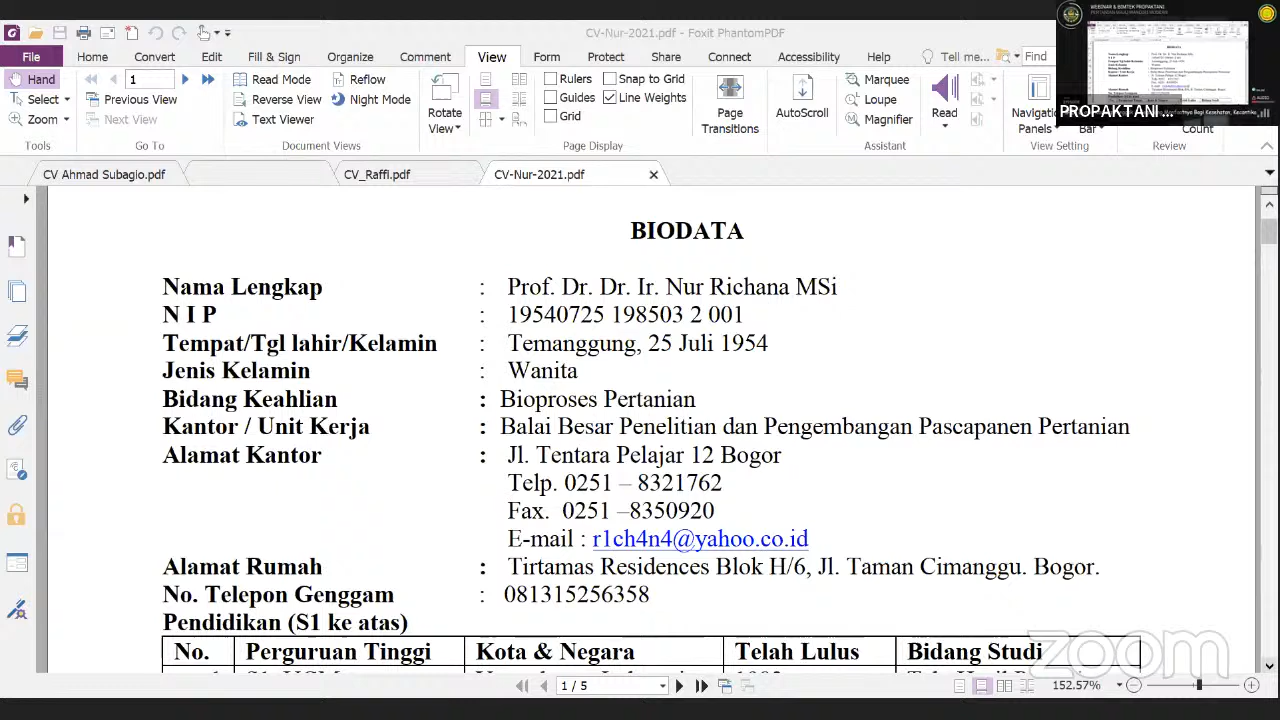 CV-Nur-2021.pdf - Foxit PhantomPDF
WEBINAR & BIMTEK PROPAKTANI
File Home Convert Edit Fill & Sign Organize Comment View Form Protect Share Connect Accessibility Help Tell me... Find
Hand 1 Read Mode Reflow Rulers Snap to Grid
Select Previous View Reverse View Night Mode Line Weights Loupe
Zoom Next View Text Viewer Rotate View Grid Page Transitions AutoScroll Magnifier Read Navigation Panels Bar Count
PROPAKTANI ...
Tools Go To Document Views Page Display Assistant View Setting Review
CV Ahmad Subagio.pdf CV_Raffi.pdf CV-Nur-2021.pdf
BIODATA
Nama Lengkap : Prof. Dr. Dr. Ir. Nur Richana MSi
N I P : 19540725 198503 2 001
Tempat/Tgl lahir/Kelamin : Temanggung, 25 Juli 1954
Jenis Kelamin : Wanita
Bidang Keahlian : Bioproses Pertanian
Kantor / Unit Kerja : Balai Besar Penelitian dan Pengembangan Pascapanen Pertanian
Alamat Kantor : Jl. Tentara Pelajar 12 Bogor
Telp. 0251 – 8321762
Fax. 0251 –8350920
E-mail : r1ch4n4@yahoo.co.id
Alamat Rumah : Tirtamas Residences Blok H/6, Jl. Taman Cimanggu. Bogor.
No. Telepon Genggam : 081315256358
Pendidikan (S1 ke atas)
No. Perguruan Tinggi Kota & Negara Telah Lulus Bidang Studi
zoom
1 / 5 152.57%